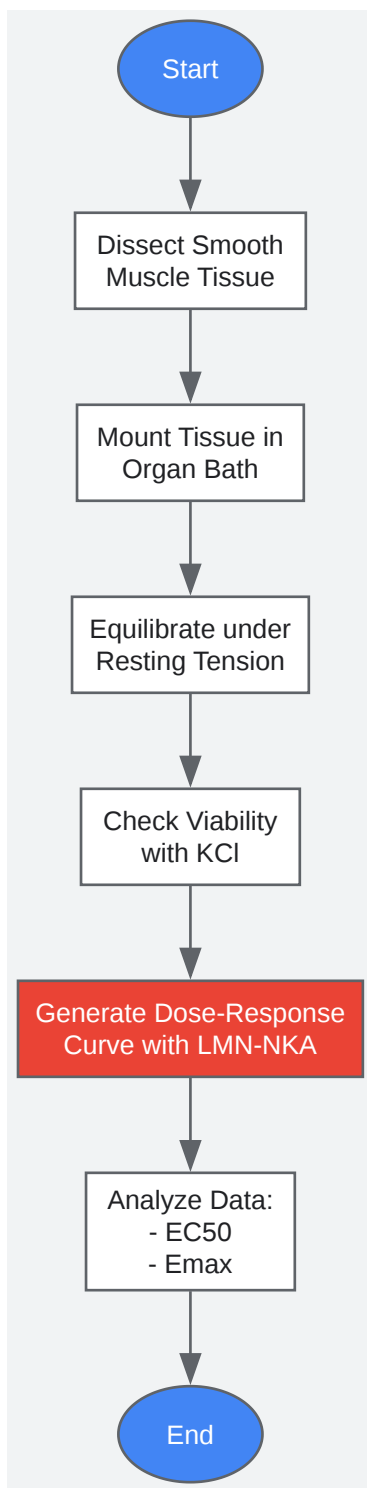 Start
Dissect Smooth
Muscle Tissue
Mount Tissue in
Organ Bath
Equilibrate under
Resting Tension
Check Viability
with KCl
Generate Dose-Response
Curve with LMN-NKA
Analyze Data:
- EC50
- Emax
End